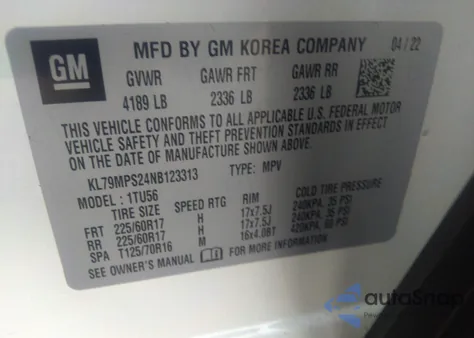 GM
MFD BY GM KOREA COMPANY 04/22
GVWR GAWR FRT GAWR RR
4189 LB 2336 LB 2336 LB
THIS VEHICLE CONFORMS TO ALL APPLICABLE U.S. FEDERAL MOTOR
VEHICLE SAFETY AND THEFT PREVENTION STANDARDS IN EFFECT
ON THE DATE OF MANUFACTURE SHOWN ABOVE.
KL79MPS24NB123313 TYPE: MPV
MODEL: 1TU56
TIRE SIZE SPEED RTG RIM COLD TIRE PRESSURE
FRT 225/60R17 H 17x7.5J 240KPA, 35 PSI
RR 225/60R17 H 17x7.5J 240KPA, 35 PSI
SPA T125/70R16 M 16x4.0BT 420KPA, 60 PSI
SEE OWNER'S MANUAL FOR MORE INFORMATION.
autoSnap